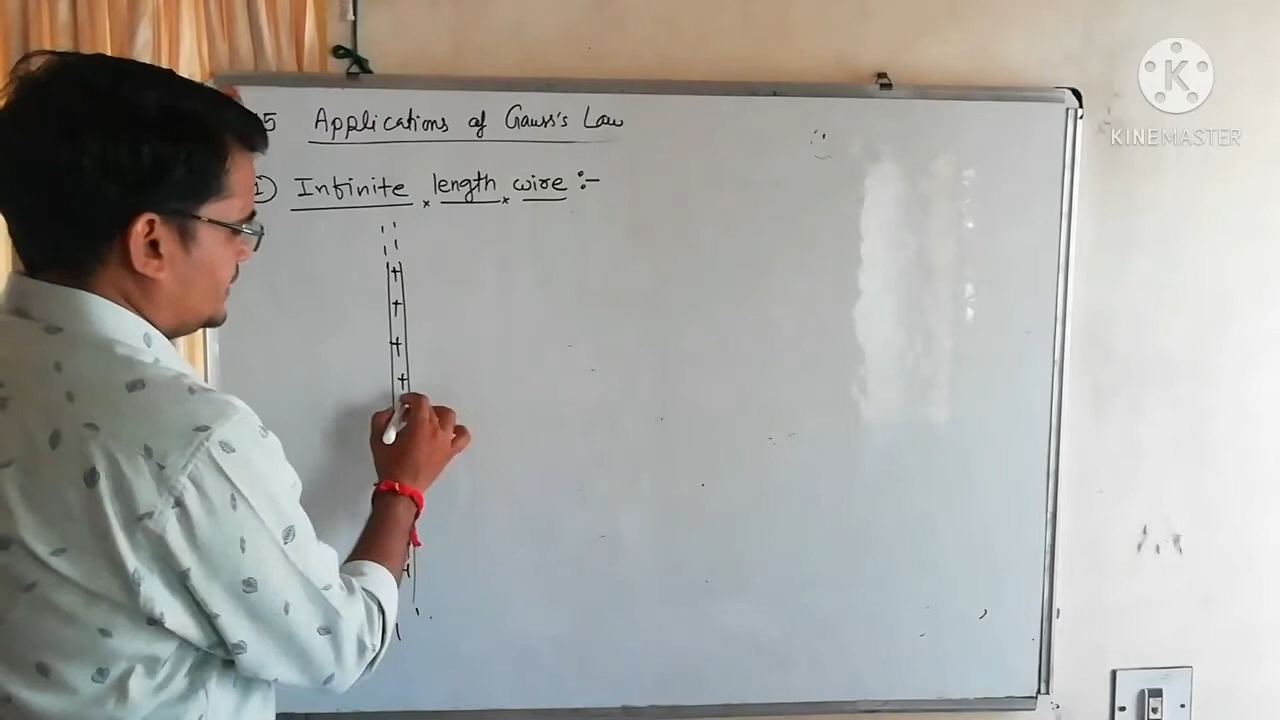 5 Applications of Gauss's Law
1 Infinite length wire :-
+
+
+
+
K
KINEMASTER